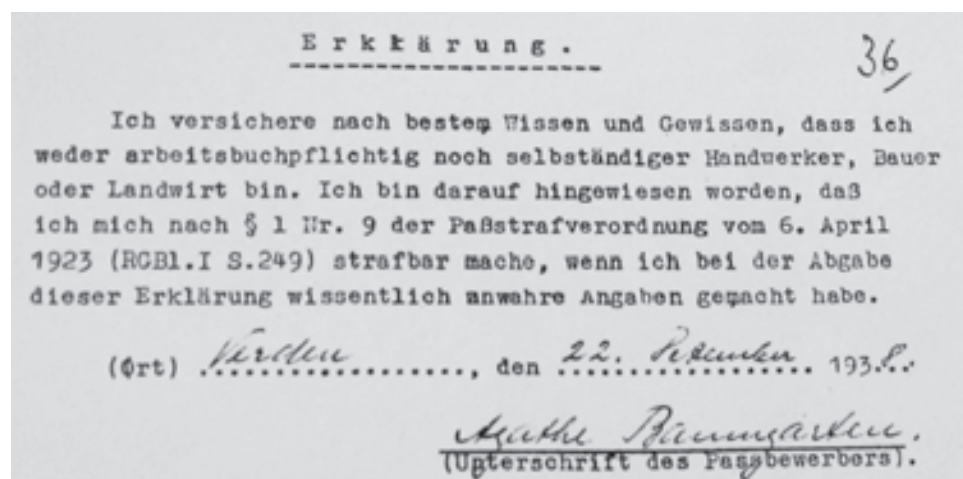 Erklärung.
36
Ich versichere nach bestem Wissen und Gewissen, dass ich
weder arbeitsbuchpflichtig noch selbständiger Handwerker, Bauer
oder Landwirt bin. Ich bin darauf hingewiesen worden, daß
ich mich nach § 1 Nr. 9 der Paßstrafverordnung vom 6. April
1923 (RGBl.I S.249) strafbar mache, wenn ich bei der Abgabe
dieser Erklärung wissentlich unwahre Angaben gemacht habe.
(Ort) Verden, den 22. Dezember 1938.
Agathe Baumgarten.
(Unterschrift des Passbewerbers).